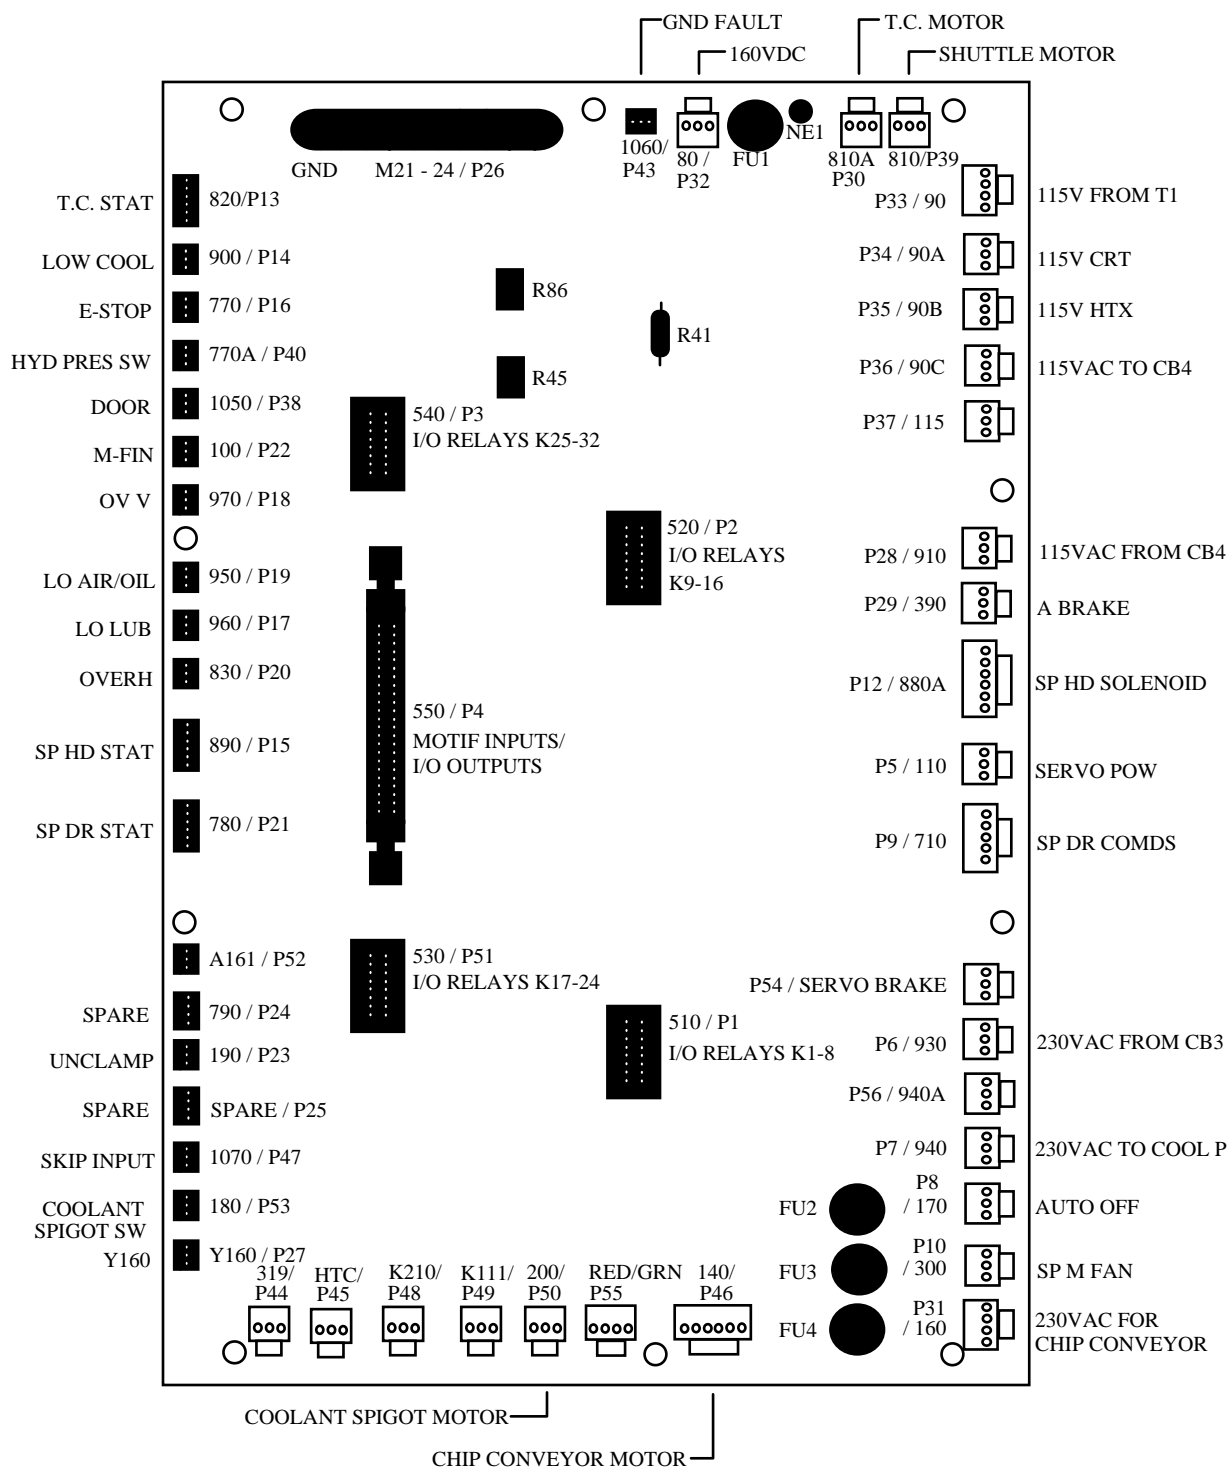 GND FAULT
T.C. MOTOR
160VDC
SHUTTLE MOTOR
GND
M21 - 24 / P26
1060/
P43
80 /
P32
FU1
NE1
810A
P30
810/P39
T.C. STAT
820/P13
LOW COOL
900 / P14
E-STOP
770 / P16
HYD PRES SW
770A / P40
DOOR
1050 / P38
M-FIN
100 / P22
OV V
970 / P18
LO AIR/OIL
950 / P19
LO LUB
960 / P17
OVERH
830 / P20
SP HD STAT
890 / P15
SP DR STAT
780 / P21
A161 / P52
SPARE
790 / P24
UNCLAMP
190 / P23
SPARE
SPARE / P25
SKIP INPUT
1070 / P47
COOLANT
SPIGOT SW
180 / P53
Y160
Y160 / P27
R86
R41
R45
540 / P3
I/O RELAYS K25-32
520 / P2
I/O RELAYS
K9-16
550 / P4
MOTIF INPUTS/
I/O OUTPUTS
530 / P51
I/O RELAYS K17-24
510 / P1
I/O RELAYS K1-8
P33 / 90
115V FROM T1
P34 / 90A
115V CRT
P35 / 90B
115V HTX
P36 / 90C
115VAC TO CB4
P37 / 115
P28 / 910
115VAC FROM CB4
P29 / 390
A BRAKE
P12 / 880A
SP HD SOLENOID
P5 / 110
SERVO POW
P9 / 710
SP DR COMDS
P54 / SERVO BRAKE
P6 / 930
230VAC FROM CB3
P56 / 940A
P7 / 940
230VAC TO COOL P
FU2
P8
/ 170
AUTO OFF
FU3
P10
/ 300
SP M FAN
FU4
P31
/ 160
230VAC FOR
CHIP CONVEYOR
319/
P44
HTC/
P45
K210/
P48
K111/
P49
200/
P50
RED/GRN
P55
140/
P46
COOLANT SPIGOT MOTOR
CHIP CONVEYOR MOTOR